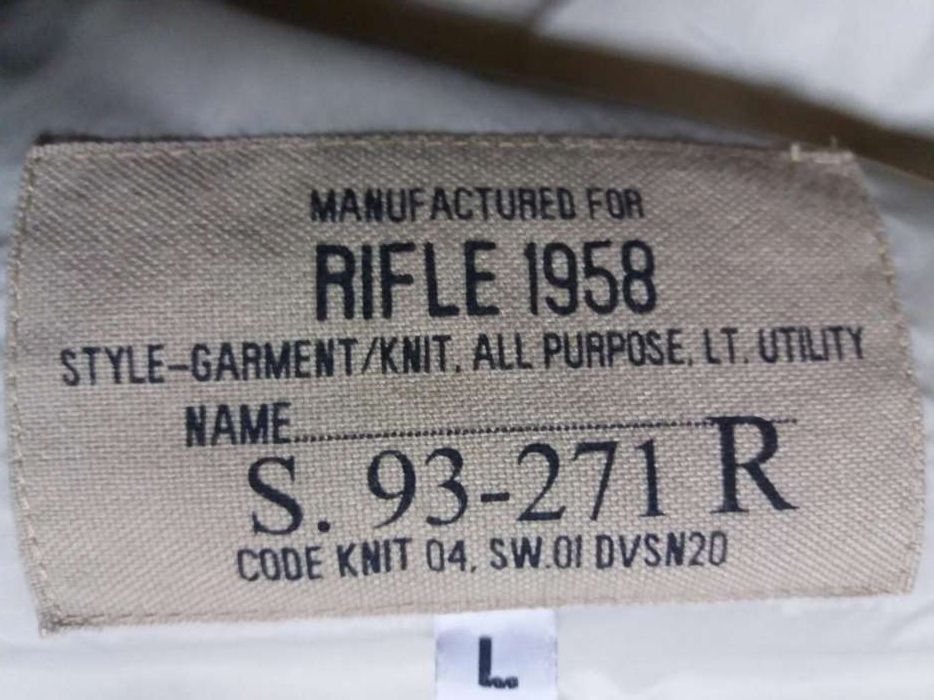 MANUFACTURED FOR
RIFLE 1958
STYLE-GARMENT/KNIT, ALL PURPOSE, LT. UTILITY
NAME
S. 93-271 R
CODE KNIT 04, SW.01 DVSN20
L